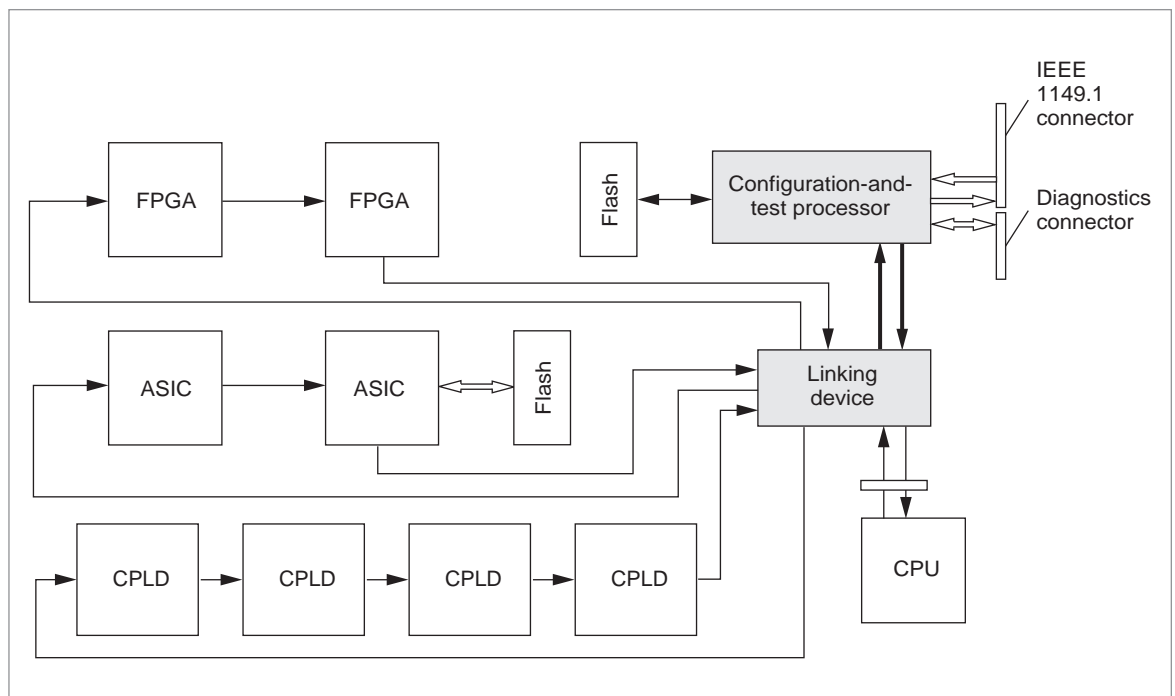 IEEE
1149.1
connector
FPGA
FPGA
Flash
Configuration-and-
test processor
Diagnostics
connector
ASIC
ASIC
Flash
Linking
device
CPLD
CPLD
CPLD
CPLD
CPU